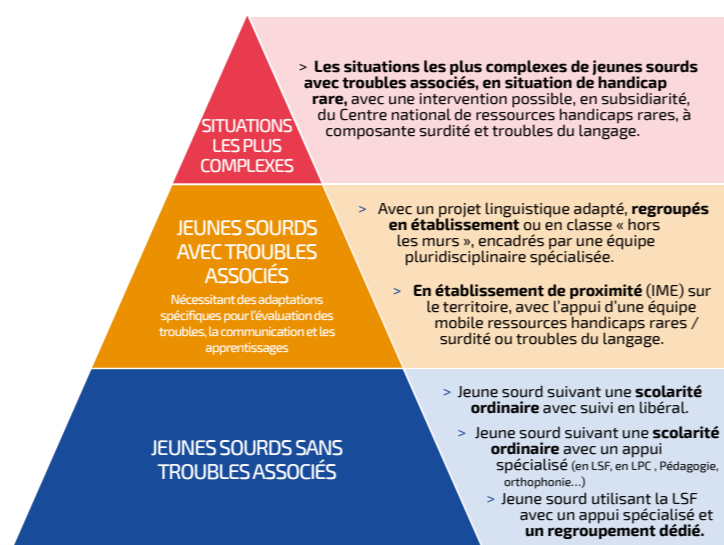 SITUATIONS
LES PLUS
COMPLEXES
> Les situations les plus complexes de jeunes sourds
avec troubles associés, en situation de handicap
rare, avec une intervention possible, en subsidiarité,
du Centre national de ressources handicaps rares, à
composante surdité et troubles du langage.
JEUNES SOURDS
AVEC TROUBLES
ASSOCIÉS
Nécessitant des adaptations
spécifiques pour l'évaluation des
troubles, la communication et les
apprentissages
> Avec un projet linguistique adapté, regroupés
en établissement ou en classe « hors
les murs », encadrés par une équipe
pluridisciplinaire spécialisée.
> En établissement de proximité (IME) sur
le territoire, avec l'appui d'une équipe
mobile ressources handicaps rares /
surdité ou troubles du langage.
JEUNES SOURDS SANS
TROUBLES ASSOCIÉS
> Jeune sourd suivant une scolarité
ordinaire avec suivi en libéral.
> Jeune sourd suivant une scolarité
ordinaire avec un appui
spécialisé (en LSF, en LPC , Pédagogie,
orthophonie...)
> Jeune sourd utilisant la LSF
avec un appui spécialisé et
un regroupement dédié.